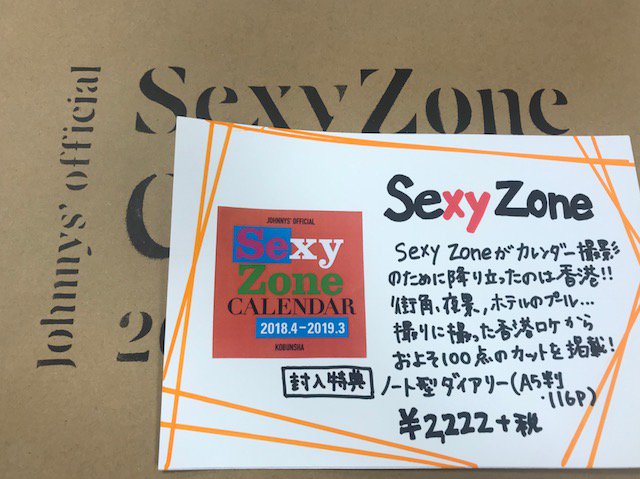 Johnnys' official
Sexy Zone
C
20
JOHNNYS' OFFICIAL
Sexy
Zone
CALENDAR
2018.4-2019.3
KOBUNSHA
Sexy Zone
Sexy Zoneがカレンダー撮影
のために降り立ったのは香港!!
街角、夜景、ホテルのプール...
撮りに撮った香港ロケから
およそ100点のカットを掲載!
封入特典 ノート型ダイアリー(A5判
・116P)
¥2,222+税